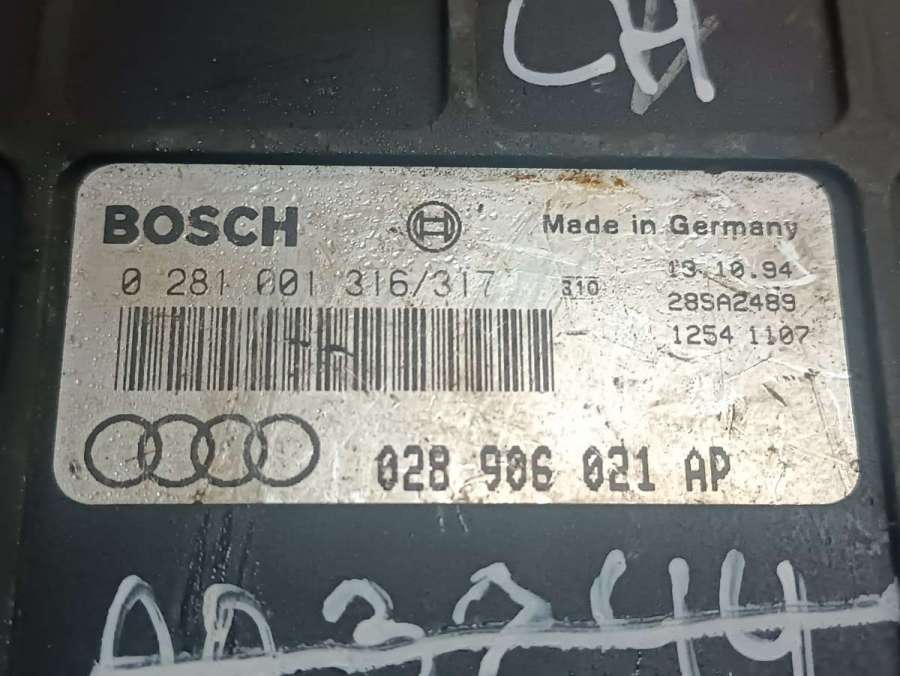 CH
BOSCH Made in Germany
0 281 001 316/317 310 13.10.94
28SA2489
1254 1107
028 906 021 AP